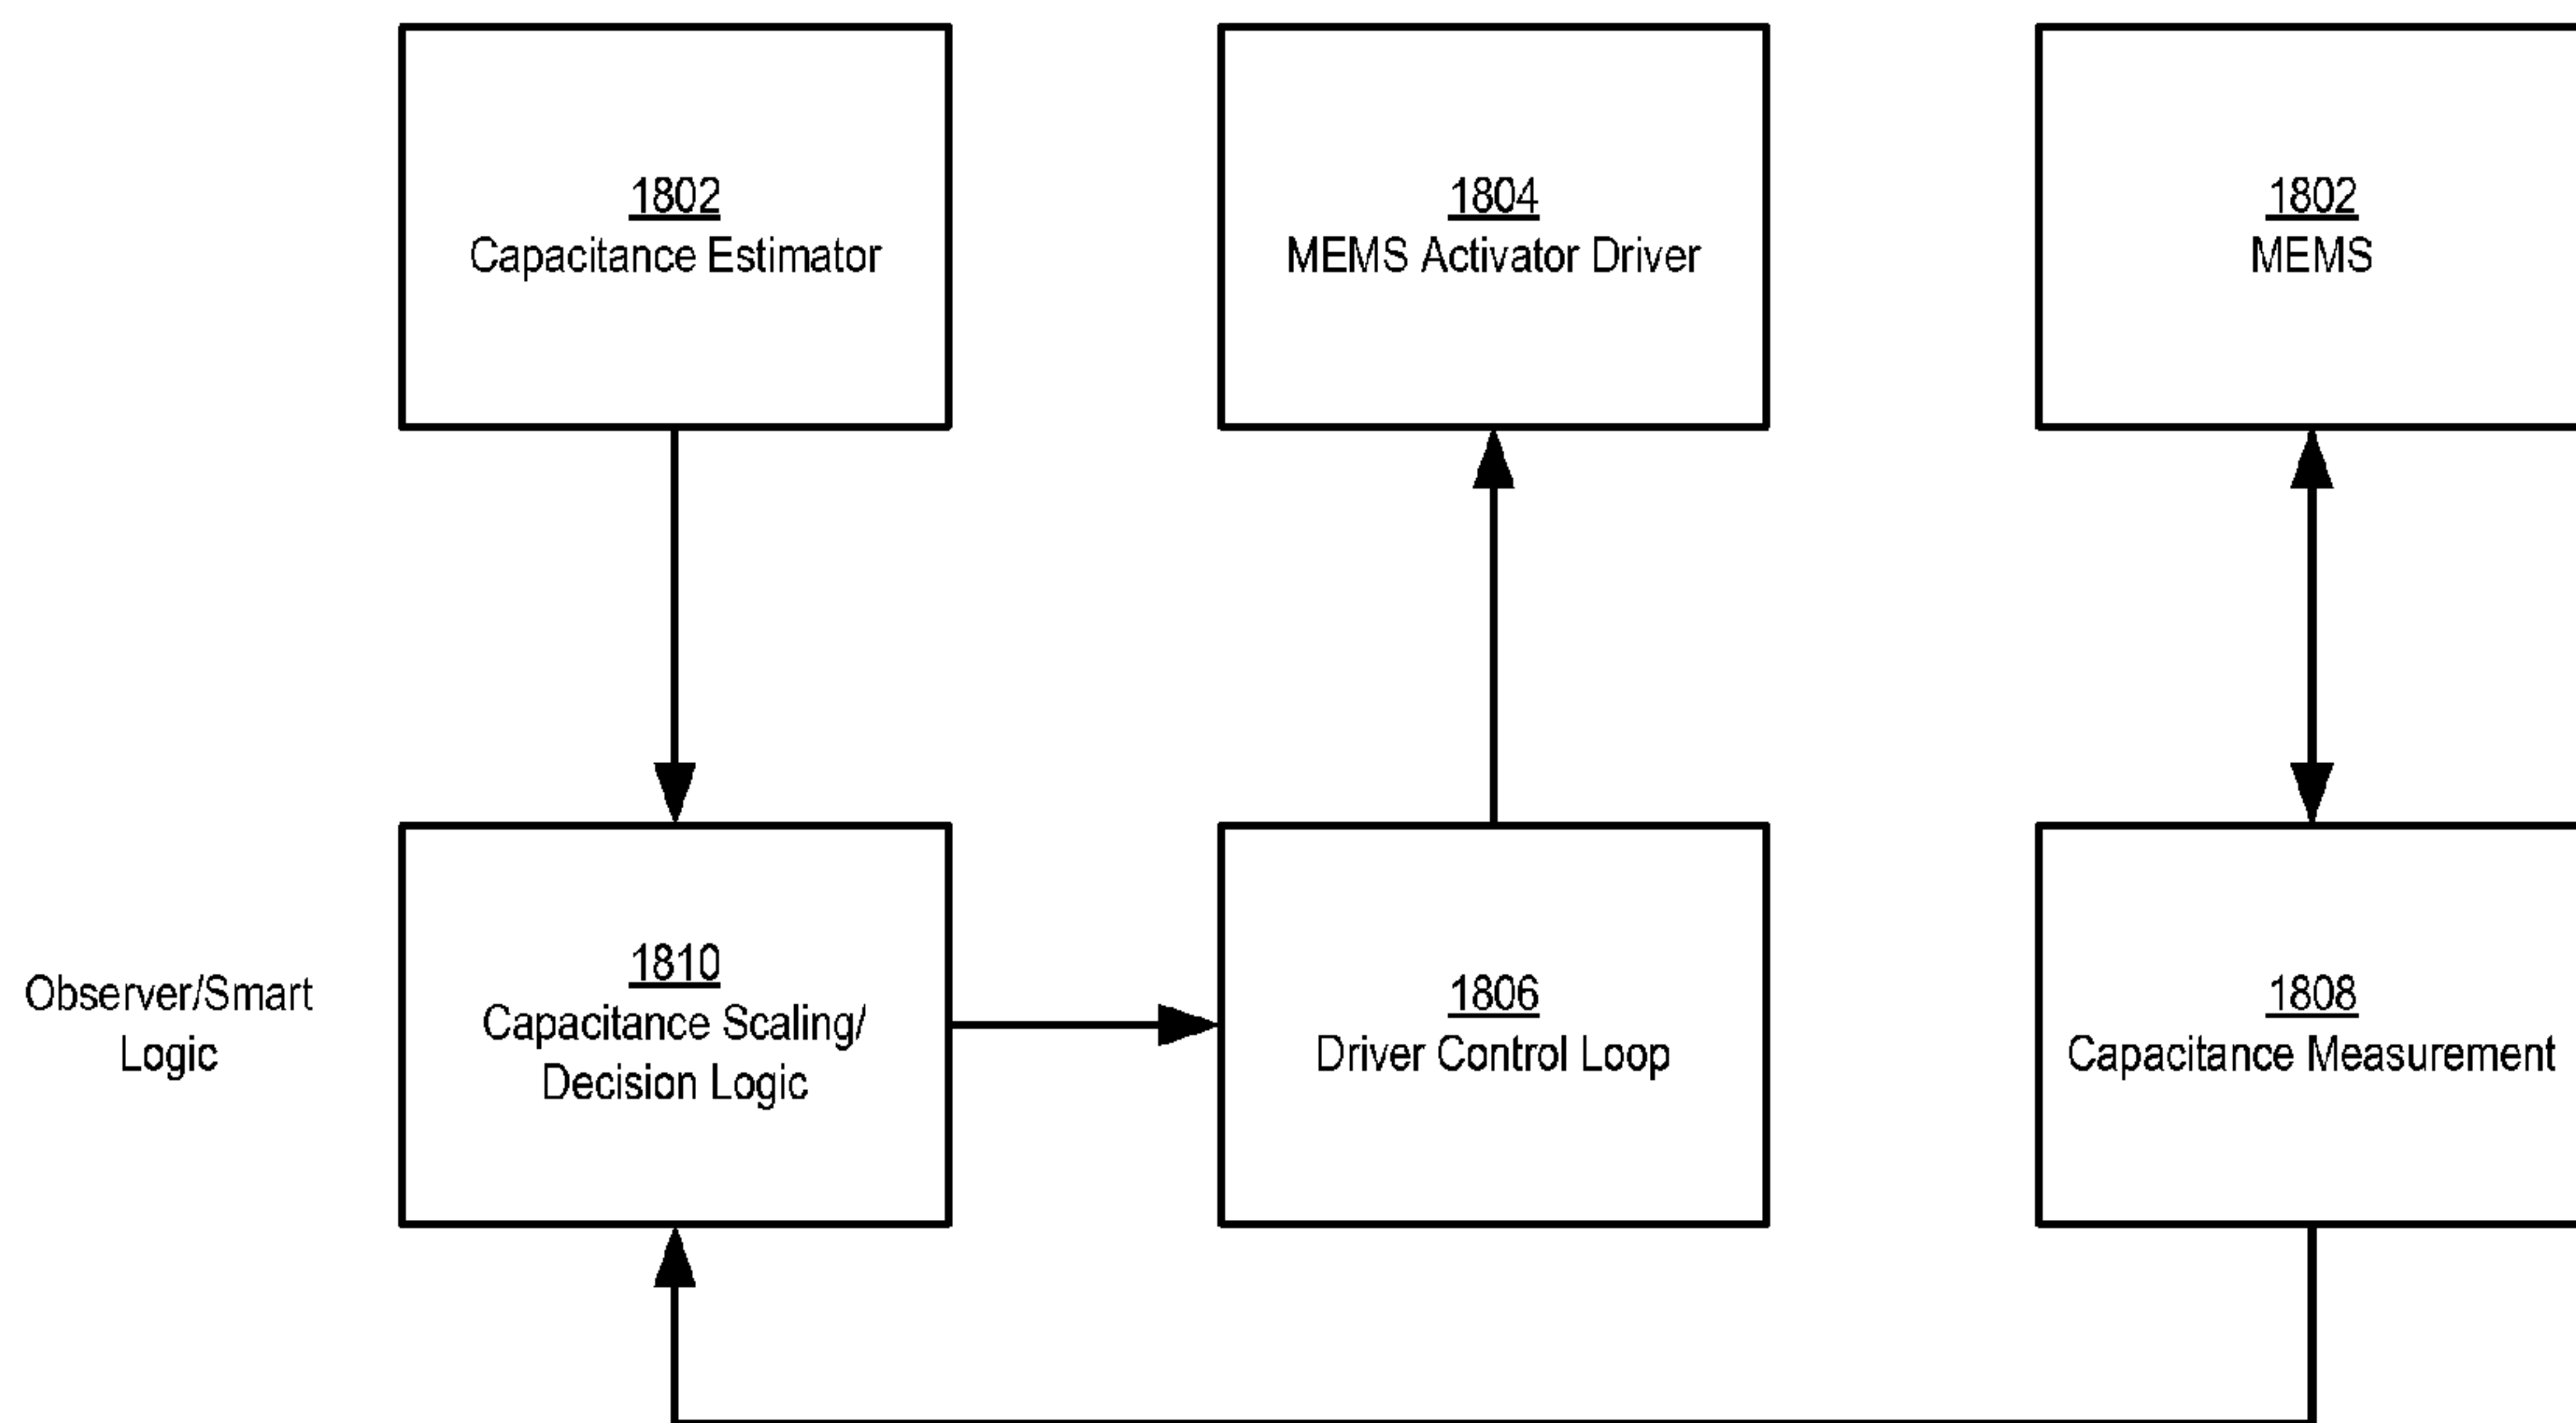 1802
Capacitance Estimator
1804
MEMS Activator Driver
1802
MEMS
Observer/Smart
Logic
1810
Capacitance Scaling/
Decision Logic
1806
Driver Control Loop
1808
Capacitance Measurement